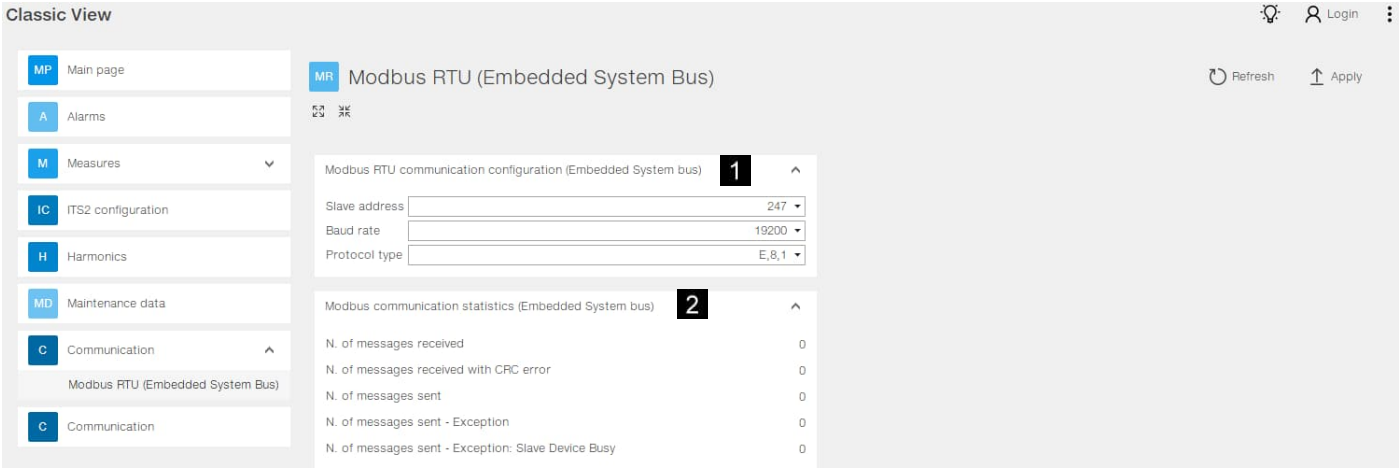 Classic View
Login
MP Main page
A Alarms
M Measures
IC ITS2 configuration
H Harmonics
MD Maintenance data
C Communication
Modbus RTU (Embedded System Bus)
C Communication
MR Modbus RTU (Embedded System Bus)
Refresh
Apply
Modbus RTU communication configuration (Embedded System bus) 1
Slave address 247
Baud rate 19200
Protocol type E,8,1
Modbus communication statistics (Embedded System bus) 2
N. of messages received 0
N. of messages received with CRC error 0
N. of messages sent 0
N. of messages sent - Exception 0
N. of messages sent - Exception: Slave Device Busy 0